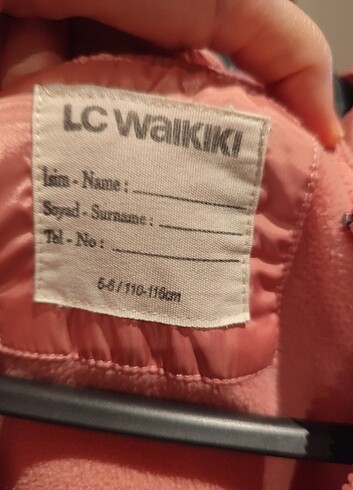 LC WAIKIKI
İsim - Name :
Soyad - Surname :
Tel - No :
5-6 / 110-116cm